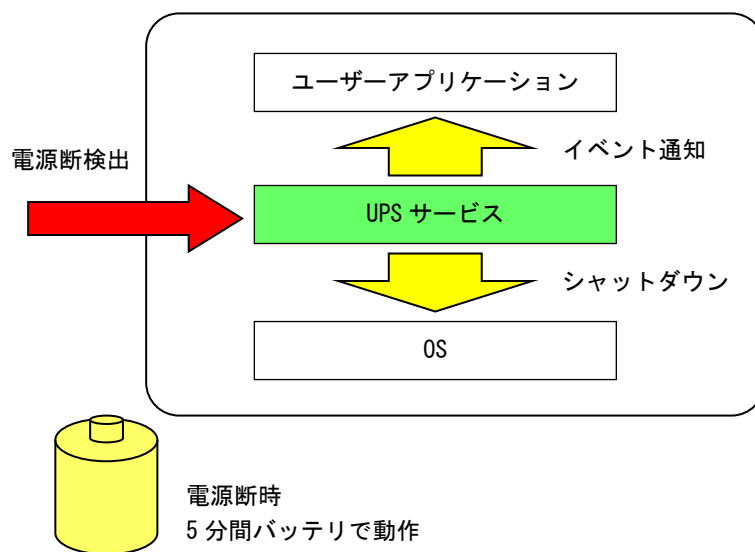 ユーザーアプリケーション
イベント通知
電源断検出
UPS サービス
シャットダウン
OS
電源断時
5 分間バッテリで動作